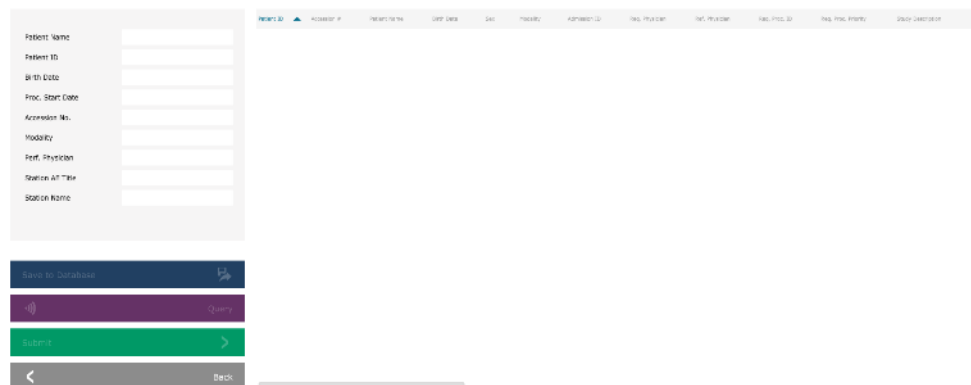 Patient Name
Patient ID
Birth Date
Proc. Start Date
Accession No.
Modality
Perf. Physician
Station AE Title
Station Name
Save to Database
Query
Submit
Back
Patient ID Accession # Patient Name Birth Date Sex Modality Admission ID Req. Physician Ref. Physician Req. Proc. ID Req. Proc. Priority Study Description